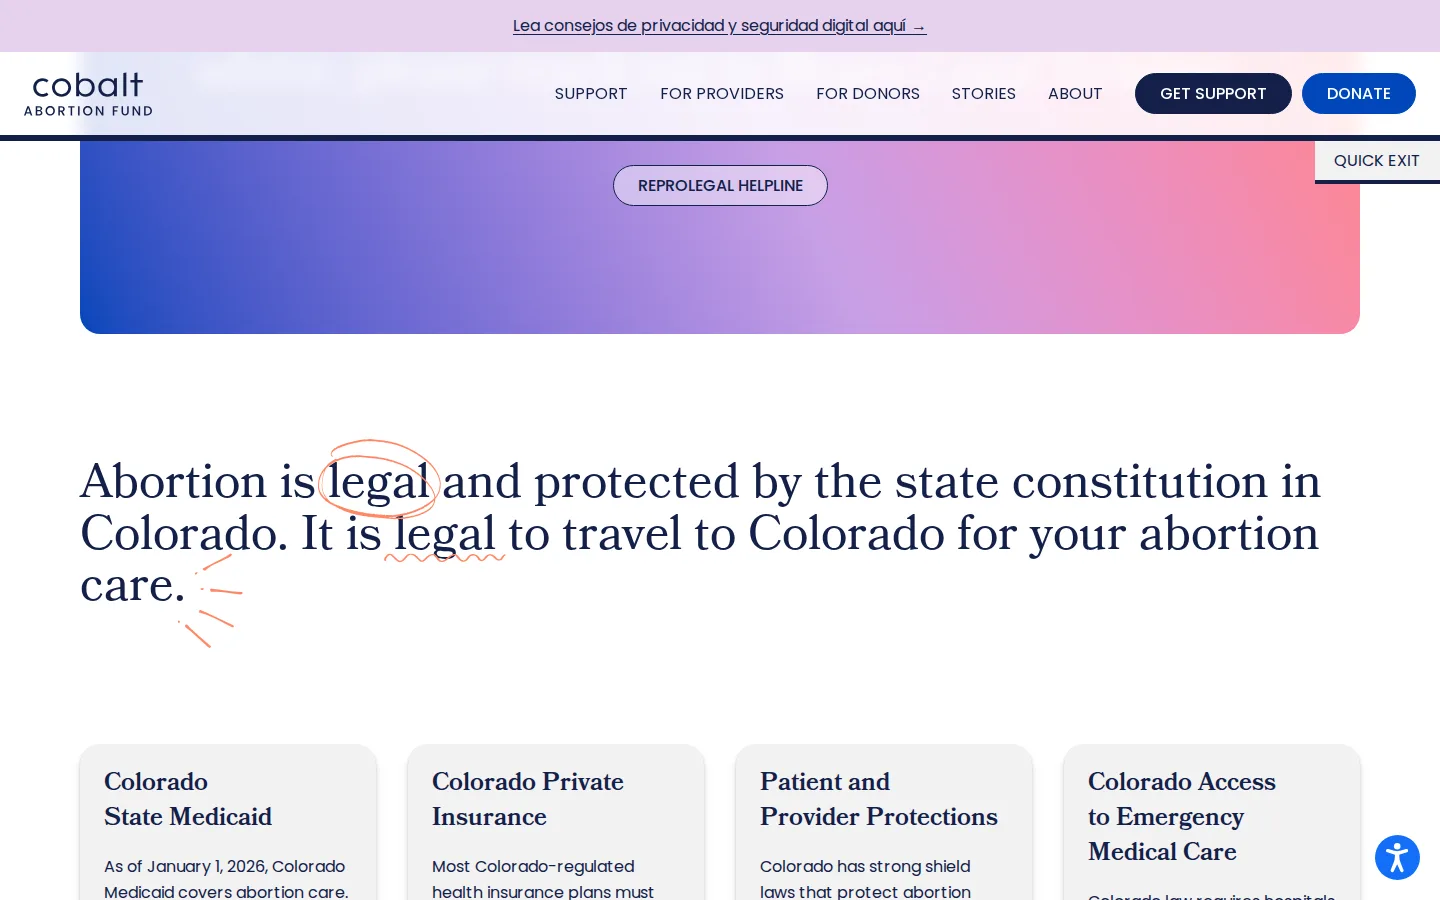 Lea consejos de privacidad y seguridad digital aquí →
cobalt
ABORTION FUND
SUPPORT
FOR PROVIDERS
FOR DONORS
STORIES
ABOUT
GET SUPPORT
DONATE
QUICK EXIT
REPROLEGAL HELPLINE
Abortion is legal and protected by the state constitution in
Colorado. It is legal to travel to Colorado for your abortion
care.
Colorado
State Medicaid
As of January 1, 2026, Colorado
Medicaid covers abortion care.
Colorado Private
Insurance
Most Colorado-regulated
health insurance plans must
Patient and
Provider Protections
Colorado has strong shield
laws that protect abortion
Colorado Access
to Emergency
Medical Care
Colorado law requires hospitals